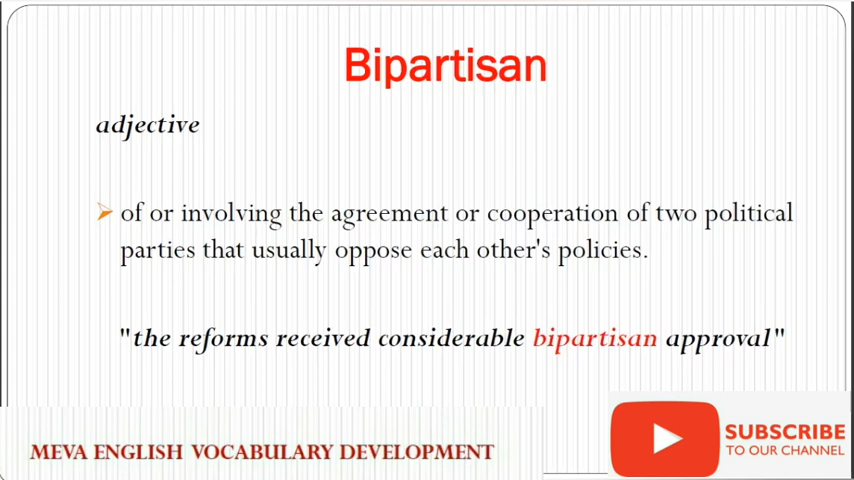 Bipartisan
adjective
of or involving the agreement or cooperation of two political
parties that usually oppose each other's policies.
"the reforms received considerable bipartisan approval"
MEVA ENGLISH VOCABULARY DEVELOPMENT
SUBSCRIBE
TO OUR CHANNEL